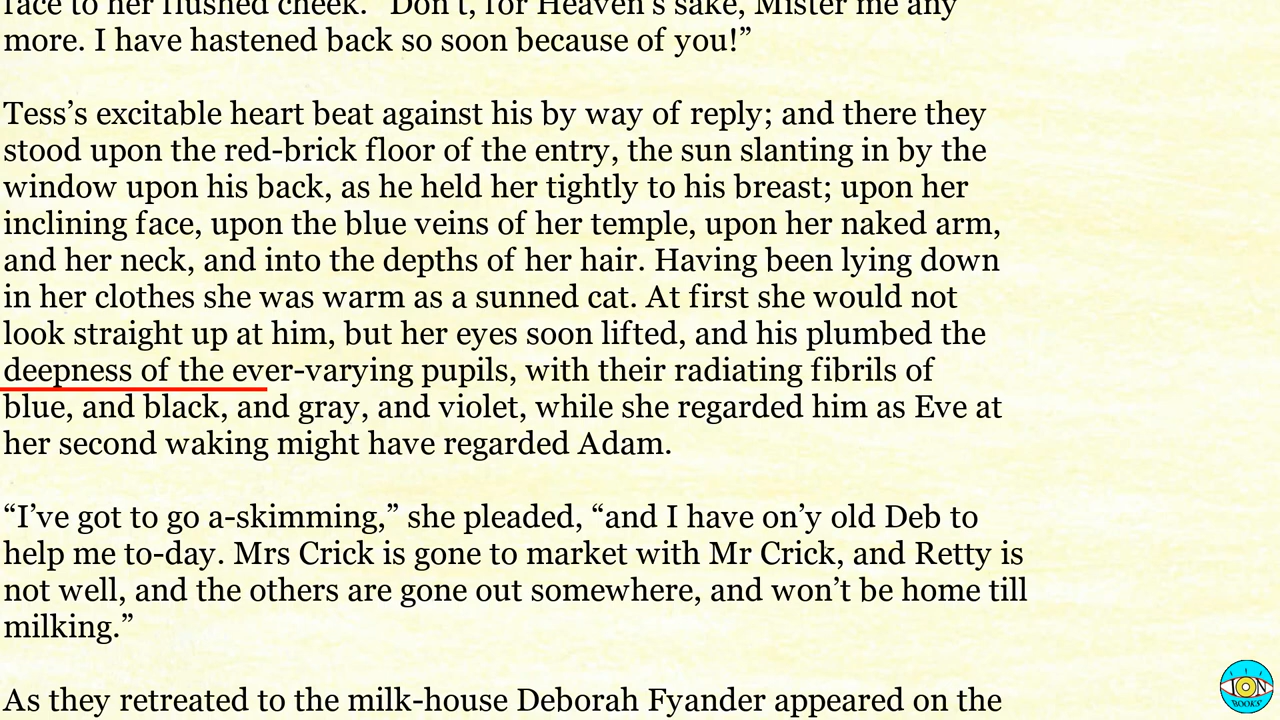 face to her flushed cheek. “Don’t, for Heaven’s sake, Mister me any
more. I have hastened back so soon because of you!”
Tess’s excitable heart beat against his by way of reply; and there they
stood upon the red-brick floor of the entry, the sun slanting in by the
window upon his back, as he held her tightly to his breast; upon her
inclining face, upon the blue veins of her temple, upon her naked arm,
and her neck, and into the depths of her hair. Having been lying down
in her clothes she was warm as a sunned cat. At first she would not
look straight up at him, but her eyes soon lifted, and his plumbed the
deepness of the ever-varying pupils, with their radiating fibrils of
blue, and black, and gray, and violet, while she regarded him as Eve at
her second waking might have regarded Adam.
“I’ve got to go a-skimming,” she pleaded, “and I have on’y old Deb to
help me to-day. Mrs Crick is gone to market with Mr Crick, and Retty is
not well, and the others are gone out somewhere, and won’t be home till
milking.”
As they retreated to the milk-house Deborah Fyander appeared on the
ION
BOOKS